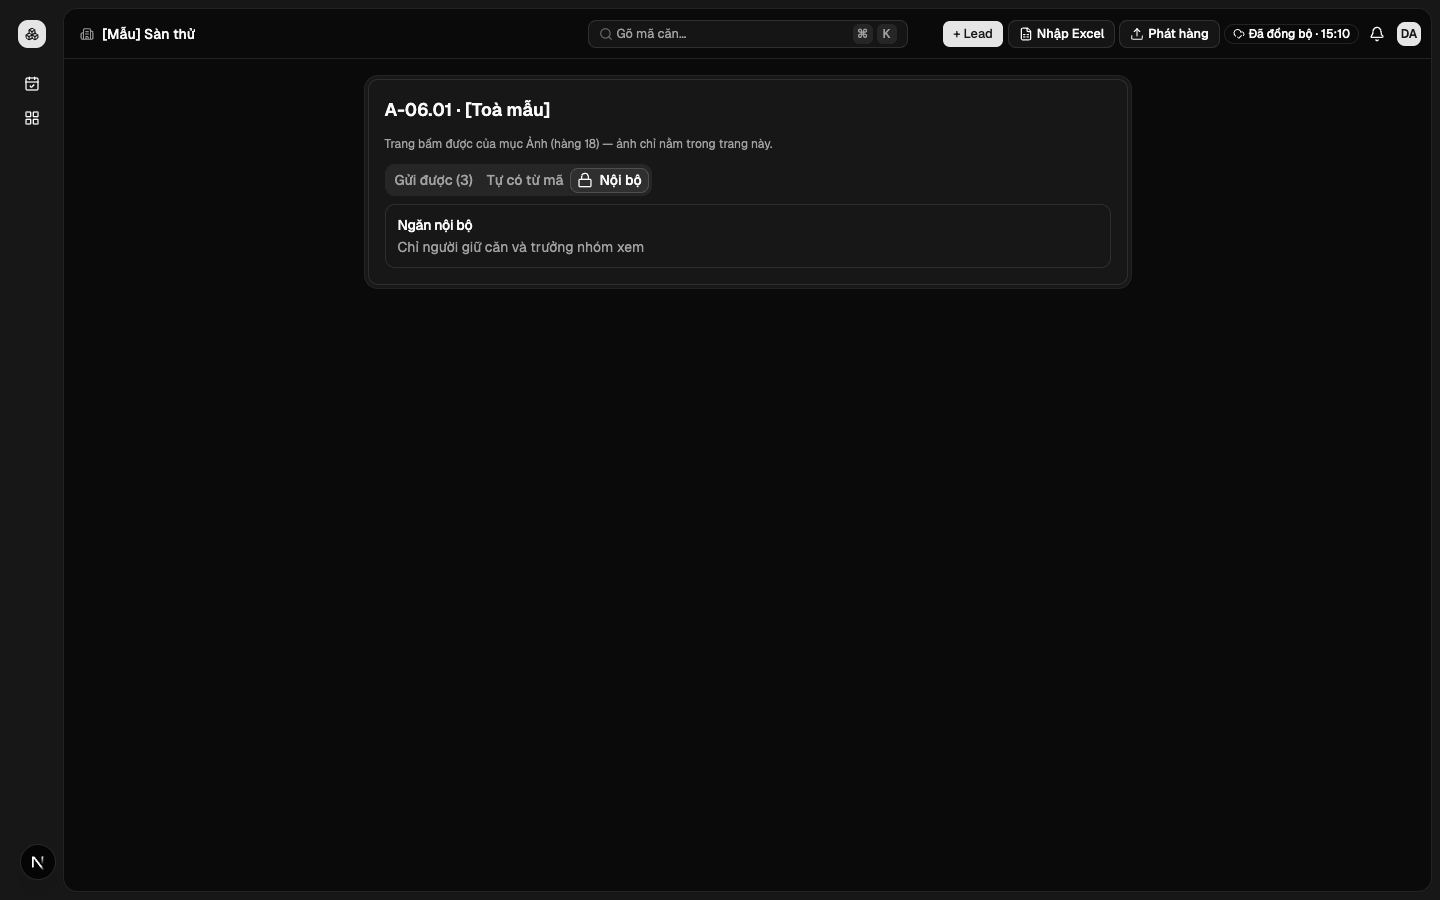 [Mẫu] Sàn thử
Gõ mã căn...
⌘ K
+ Lead
Nhập Excel
Phát hàng
Đã đồng bộ · 15:10
DA
A-06.01 · [Toà mẫu]
Trang bấm được của mục Ảnh (hàng 18) — ảnh chỉ nằm trong trang này.
Gửi được (3)
Tự có từ mã
Nội bộ
Ngăn nội bộ
Chỉ người giữ căn và trưởng nhóm xem
N